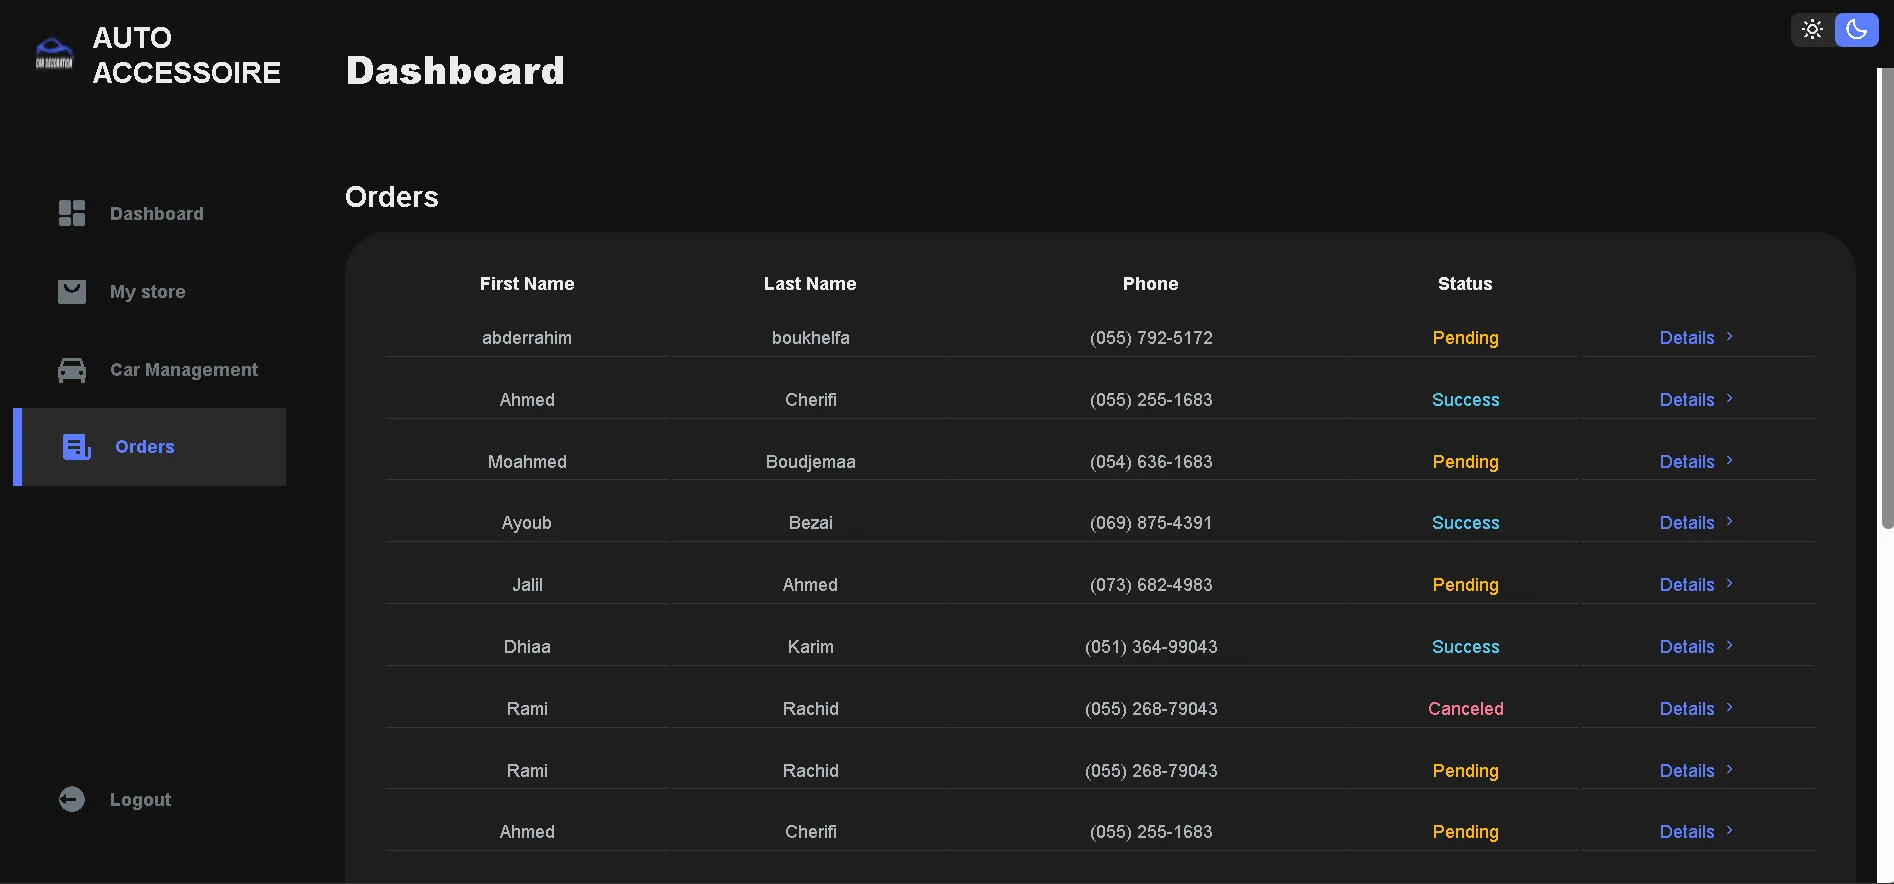 AUTO
ACCESSOIRE
CAR DECORATION
Dashboard
Dashboard
My store
Car Management
Orders
Logout
Orders
First Name Last Name Phone Status
abderrahim boukhelfa (055) 792-5172 Pending Details
Ahmed Cherifi (055) 255-1683 Success Details
Moahmed Boudjemaa (054) 636-1683 Pending Details
Ayoub Bezai (069) 875-4391 Success Details
Jalil Ahmed (073) 682-4983 Pending Details
Dhiaa Karim (051) 364-99043 Success Details
Rami Rachid (055) 268-79043 Canceled Details
Rami Rachid (055) 268-79043 Pending Details
Ahmed Cherifi (055) 255-1683 Pending Details